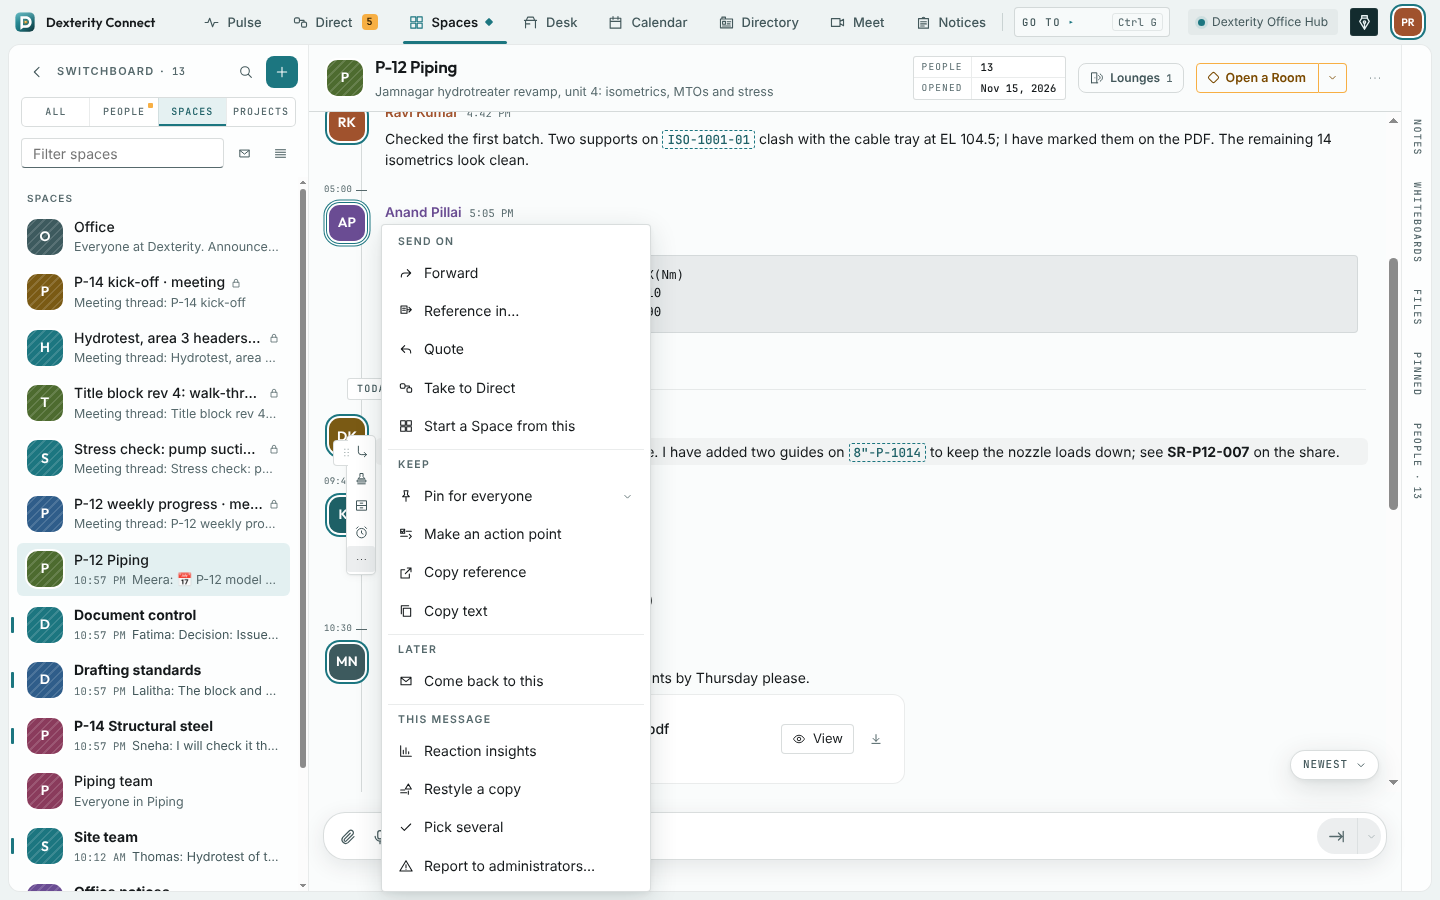 Dexterity Connect
Pulse
Direct 5
Spaces
Desk
Calendar
Directory
Meet
Notices
GO TO
Ctrl G
Dexterity Office Hub
PR
SWITCHBOARD · 13
ALL
PEOPLE
SPACES
PROJECTS
Filter spaces
SPACES
O
Office
Everyone at Dexterity. Announce...
P
P-14 kick-off · meeting
Meeting thread: P-14 kick-off
H
Hydrotest, area 3 headers...
Meeting thread: Hydrotest, area ...
T
Title block rev 4: walk-thr...
Meeting thread: Title block rev 4...
S
Stress check: pump sucti...
Meeting thread: Stress check: p...
P
P-12 weekly progress · me...
Meeting thread: P-12 weekly pro...
P
P-12 Piping
10:57 PM Meera: 📅 P-12 model ...
D
Document control
10:57 PM Fatima: Decision: Issue...
D
Drafting standards
10:57 PM Lalitha: The block and ...
P
P-14 Structural steel
10:57 PM Sneha: I will check it th...
P
Piping team
Everyone in Piping
S
Site team
10:12 AM Thomas: Hydrotest of t...
Office notices
P
P-12 Piping
Jamnagar hydrotreater revamp, unit 4: isometrics, MTOs and stress
PEOPLE 13
OPENED Nov 15, 2026
Lounges 1
Open a Room
RK
Ravi Kumar 4:42 PM
Checked the first batch. Two supports on ISO-1001-01 clash with the cable tray at EL 104.5; I have marked them on the PDF. The remaining 14
isometrics look clean.
05:00
AP
Anand Pillai 5:05 PM
X(Nm)
TODA
DK
e. I have added two guides on 8"-P-1014 to keep the nozzle loads down; see SR-P12-007 on the share.
09:4
K
10:30
MN
nts by Thursday please.
pdf
View
NEWEST
SEND ON
Forward
Reference in...
Quote
Take to Direct
Start a Space from this
KEEP
Pin for everyone
Make an action point
Copy reference
Copy text
LATER
Come back to this
THIS MESSAGE
Reaction insights
Restyle a copy
Pick several
Report to administrators...
NOTES
WHITEBOARDS
FILES
PINNED
PEOPLE · 13